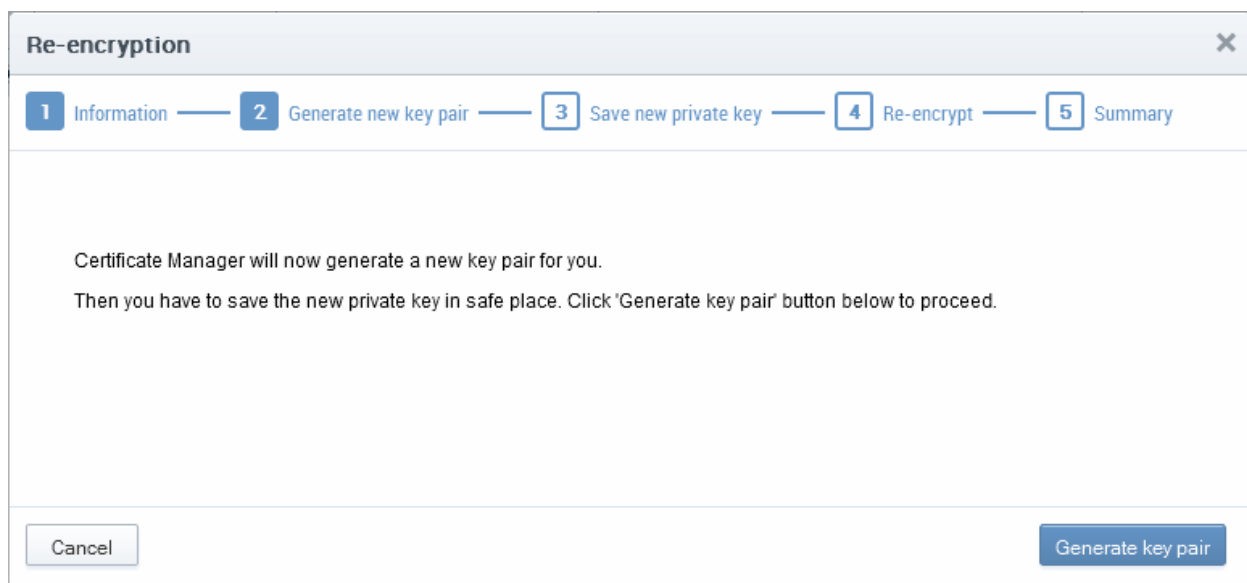 Re-encryption
1 Information 2 Generate new key pair 3 Save new private key 4 Re-encrypt 5 Summary
Certificate Manager will now generate a new key pair for you.
Then you have to save the new private key in safe place. Click 'Generate key pair' button below to proceed.
Cancel Generate key pair